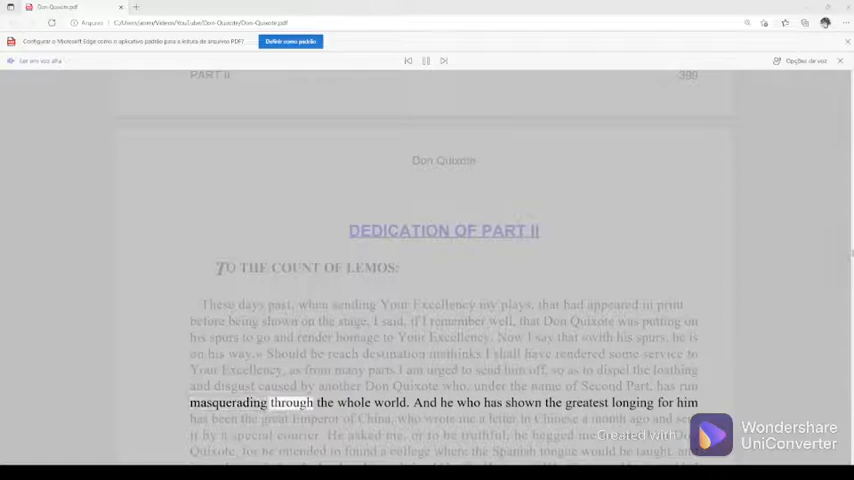 Don-Quixote.pdf
Arquivo | C:/Users/
/Videos/YouTube/Don-Quixote/Don-Quixote.pdf
Configurar o Microsoft Edge como o aplicativo padrão para a leitura de arquivos PDF?
Definir como padrão
Ler em voz alta
Opções de voz
PART II
399
Don Quixote
DEDICATION OF PART II
TO THE COUNT OF LEMOS:
These days past, when sending Your Excellency my plays, that had appeared in print
before being shown on the stage, I said, if I remember well, that Don Quixote was putting on
his spurs to go and render homage to Your Excellency. Now I say that «with his spurs, he is
on his way.» Should he reach destination methinks I shall have rendered some service to
Your Excellency, as from many parts I am urged to send him off, so as to dispel the loathing
and disgust caused by another Don Quixote who, under the name of Second Part, has run
masquerading through the whole world. And he who has shown the greatest longing for him
has been the great Emperor of China, who wrote me a letter in Chinese a month ago and
it by a special courier. He asked me, or to be truthful, he begged me
Quixote, for he intended to found a college where the Spanish tongue would be taught, and
Created with
Wondershare
UniConverter